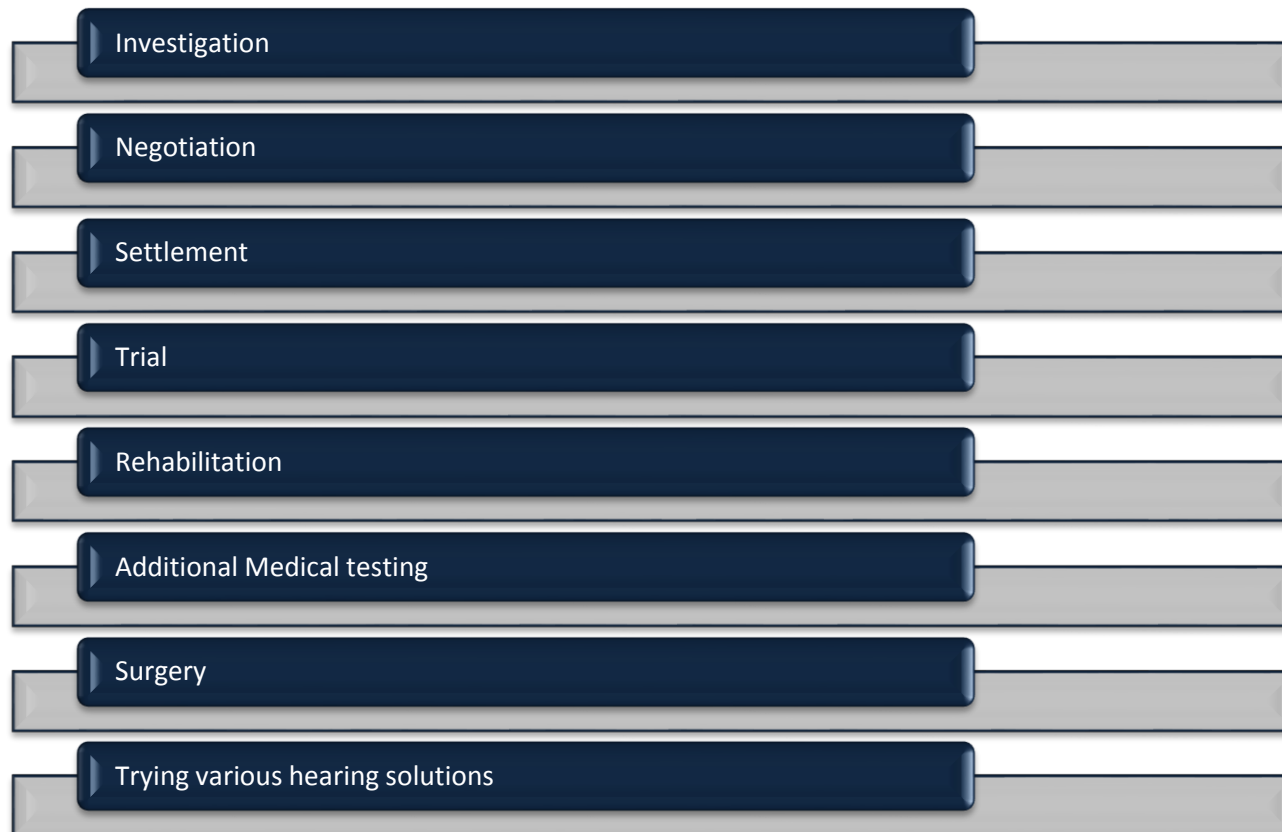 Investigation
Negotiation
Settlement
Trial
Rehabilitation
Additional Medical testing
Surgery
Trying various hearing solutions